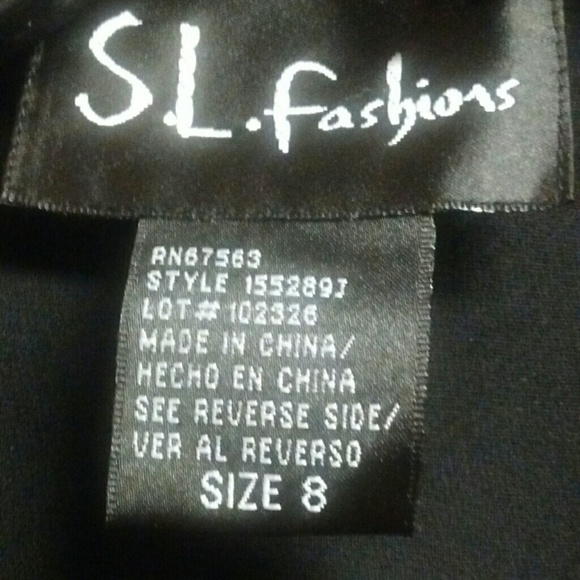 S.L. fashions
RN67563
STYLE 155289J
LOT# 102326
MADE IN CHINA/
HECHO EN CHINA
SEE REVERSE SIDE/
VER AL REVERSO
SIZE 8